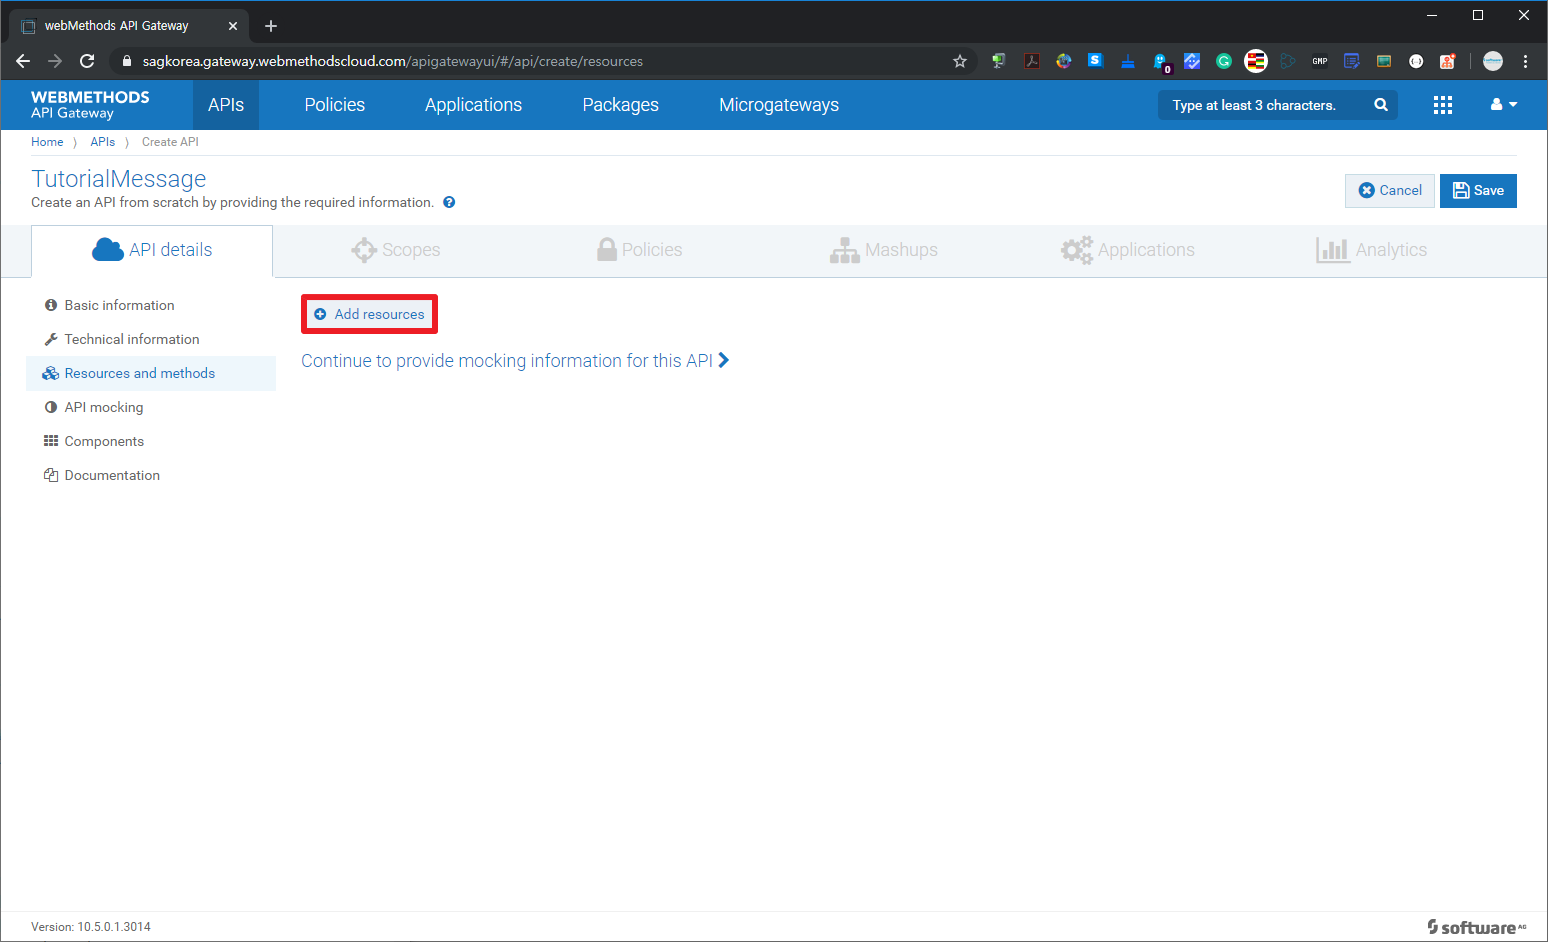 webMethods API Gateway
sagkorea.gateway.webmethodscloud.com/apigatewayui/#/api/create/resources
S
0
G
GMP
WEBMETHODS
API Gateway
APIs
Policies
Applications
Packages
Microgateways
Type at least 3 characters.
Home 〉 APIs 〉 Create API
TutorialMessage
Create an API from scratch by providing the required information. ?
Cancel
Save
API details
Scopes
Policies
Mashups
Applications
Analytics
Basic information
Technical information
Resources and methods
API mocking
Components
Documentation
Add resources
Continue to provide mocking information for this API
Version: 10.5.0.1.3014
software AG